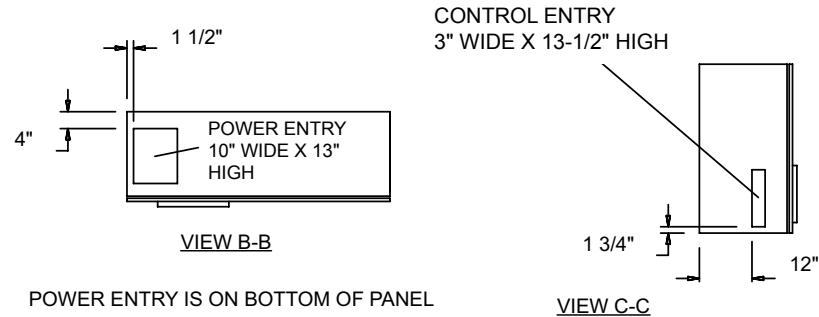 1 1/2"
4"
POWER ENTRY
10" WIDE X 13"
HIGH
VIEW B-B
POWER ENTRY IS ON BOTTOM OF PANEL
CONTROL ENTRY
3" WIDE X 13-1/2" HIGH
1 3/4"
12"
VIEW C-C